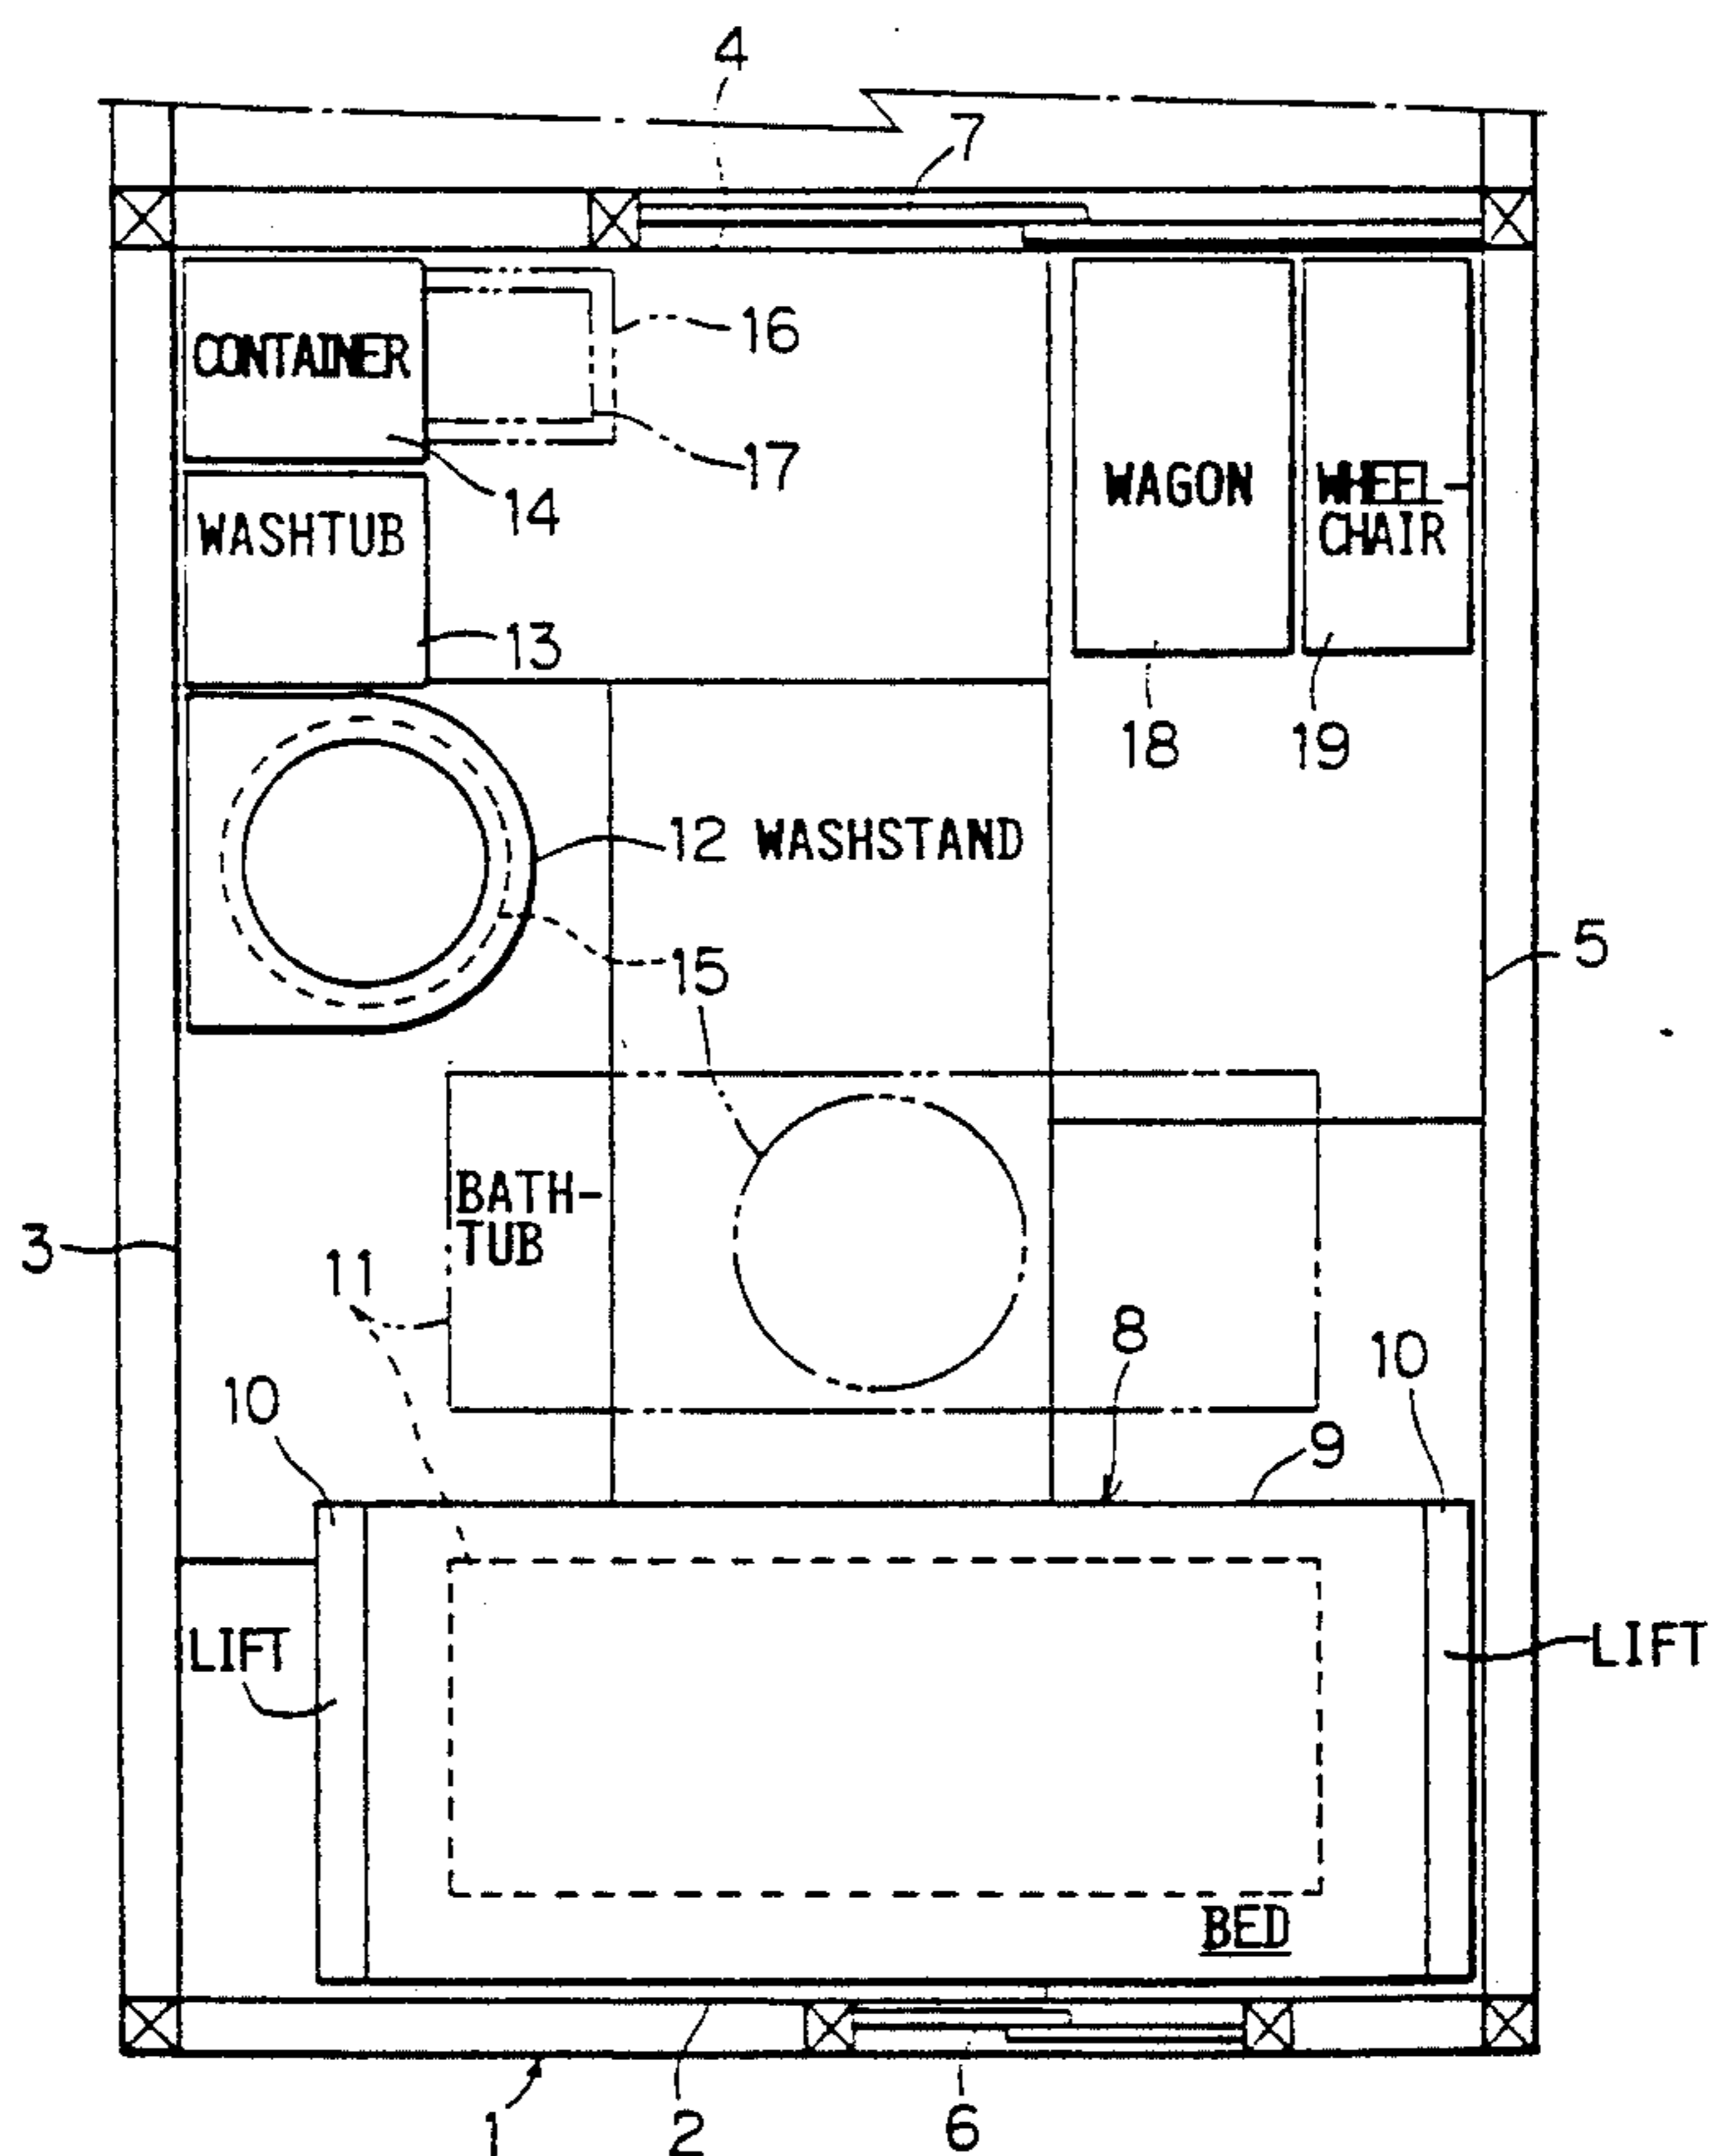 4
7
CONTAINER
16
17
14
WAGON
WHEEL-
CHAIR
WASHTUB
13
18
19
12 WASHSTAND
15
5
BATH-
TUB
3
11
8
10
10
9
LIFT
LIFT
BED
1
2
6